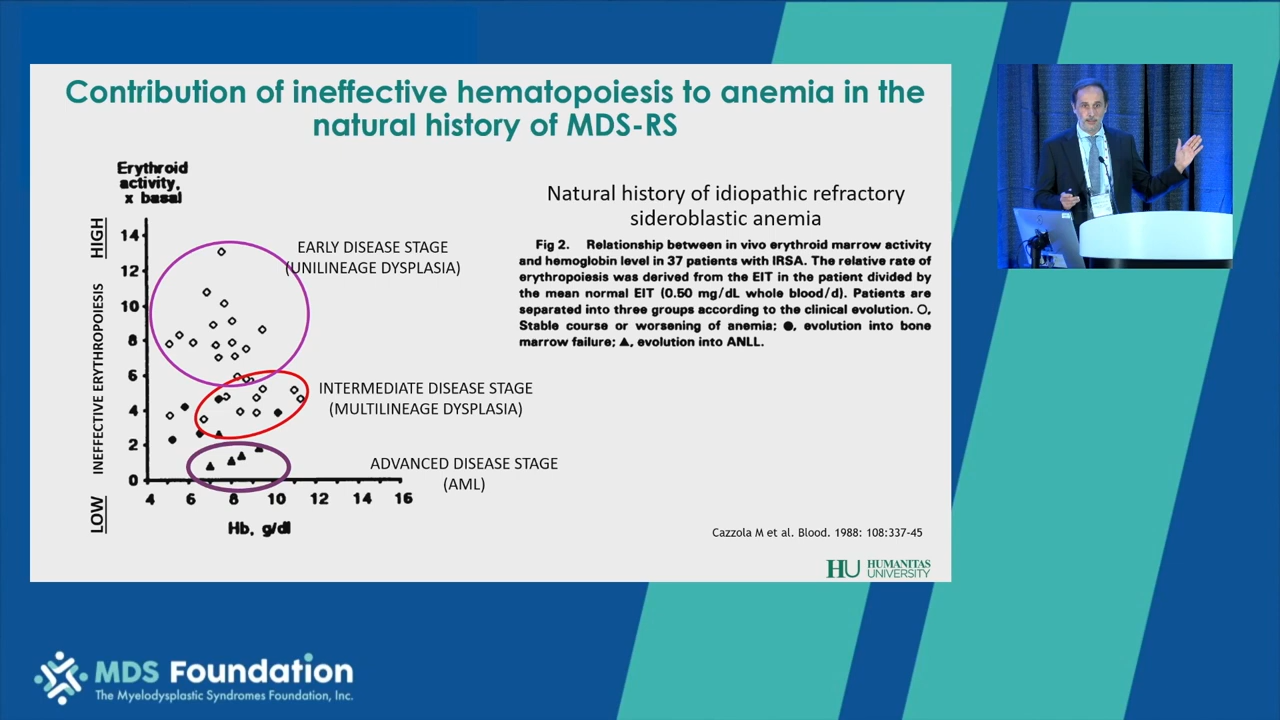 Contribution of ineffective hematopoiesis to anemia in the
natural history of MDS-RS
Erythroid
activity,
x basal
HIGH
INEFFECTIVE ERYTHROPOIESIS
LOW
14
12
10
8
6
4
2
0
4 6 8 10 12 14 16
Hb, g/dl
EARLY DISEASE STAGE
(UNILINEAGE DYSPLASIA)
INTERMEDIATE DISEASE STAGE
(MULTILINEAGE DYSPLASIA)
ADVANCED DISEASE STAGE
(AML)
Natural history of idiopathic refractory
sideroblastic anemia
Fig 2. Relationship between in vivo erythroid marrow activity
and hemoglobin level in 37 patients with IRSA. The relative rate of
erythropoiesis was derived from the EIT in the patient divided by
the mean normal EIT (0.50 mg/dL whole blood/d). Patients are
separated into three groups according to the clinical evolution. ○,
Stable course or worsening of anemia; ●, evolution into bone
marrow failure; ▲, evolution into ANLL.
Cazzola M et al. Blood. 1988: 108:337-45
HU HUMANITAS
UNIVERSITY
MDS Foundation
The Myelodysplastic Syndromes Foundation, Inc.